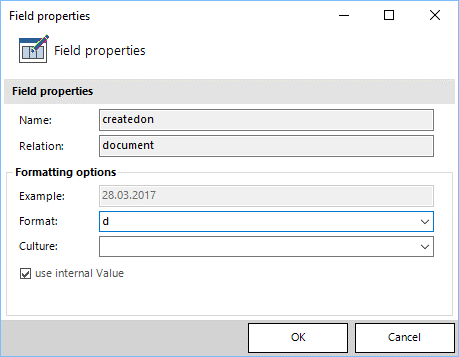 Field properties
Field properties
Field properties
Name: createdon
Relation: document
Formatting options
Example: 28.03.2017
Format: d
Culture:
use internal Value
OK Cancel